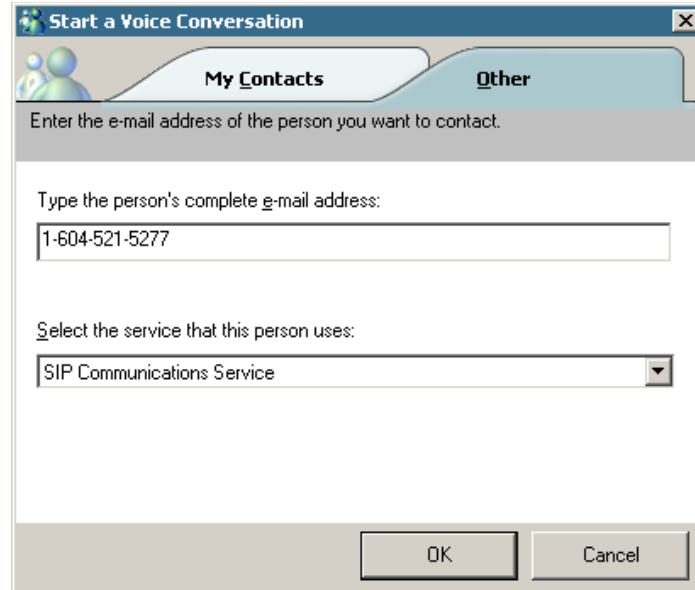 Start a Voice Conversation
My Contacts
Other
Enter the e-mail address of the person you want to contact.
Type the person's complete e-mail address:
1-604-521-5277
Select the service that this person uses:
SIP Communications Service
OK
Cancel